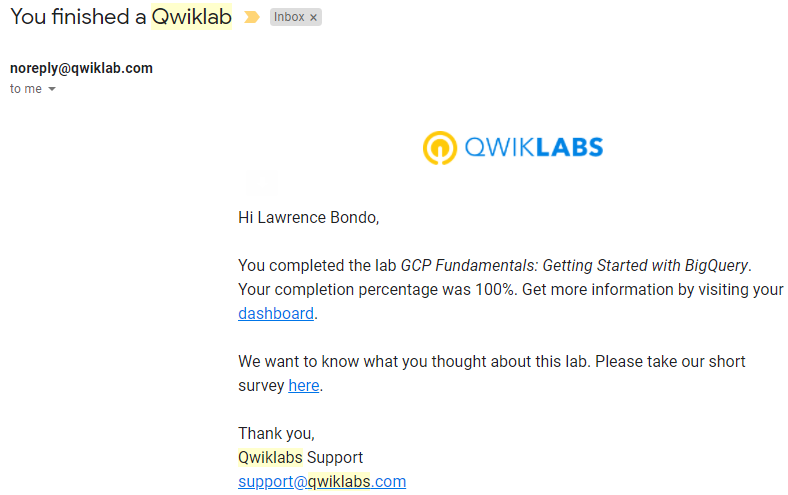 You finished a Qwiklab
Inbox ×
noreply@qwiklab.com
to me
QWIKLABS
Hi Lawrence Bondo,
You completed the lab GCP Fundamentals: Getting Started with BigQuery.
Your completion percentage was 100%. Get more information by visiting your
dashboard.
We want to know what you thought about this lab. Please take our short
survey here.
Thank you,
Qwiklabs Support
support@qwiklabs.com